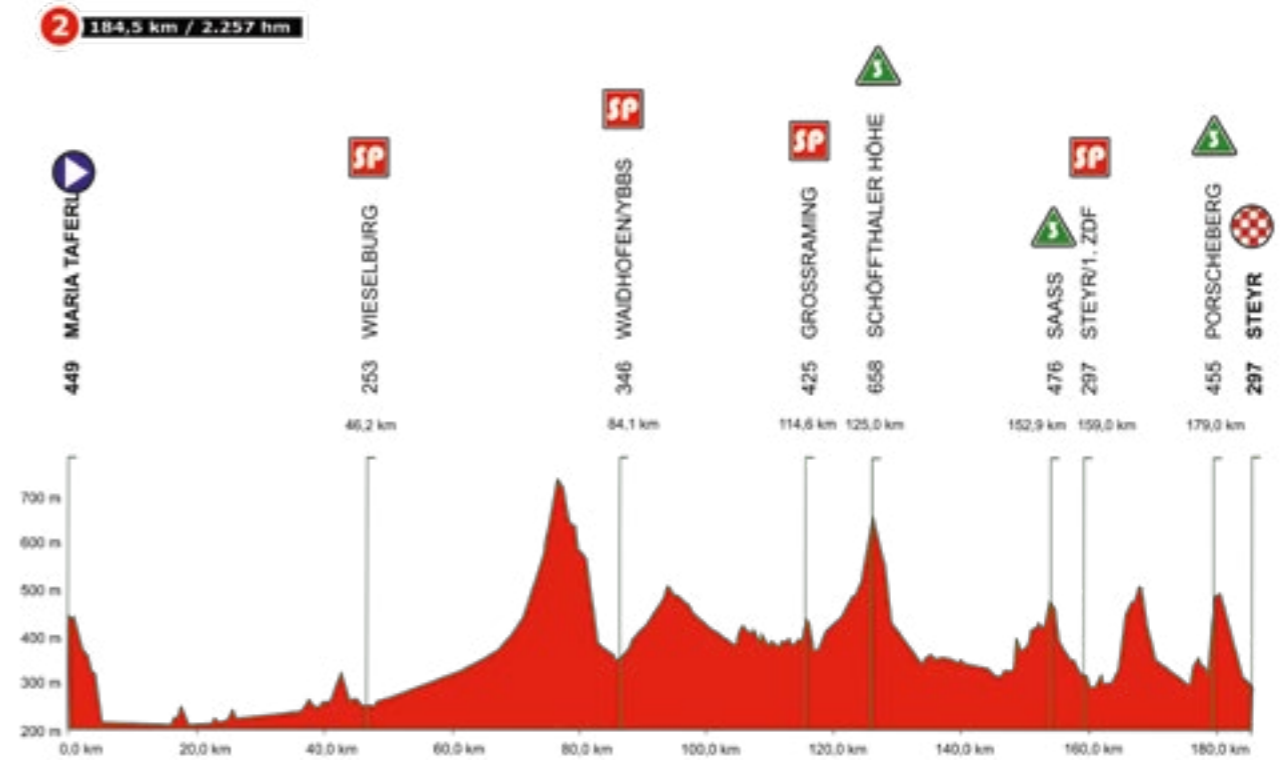 2 184,5 km / 2.257 hm
449 MARIA TAFERL
253 WIESELBURG
SP
346 WAIDHOFEN/YBBS
SP
425 GROSSRAMING
SP
658 SCHÖFFTHALER HÖHE
3
476 SAASS
3
297 STEYR/1. ZDF
SP
455 PORSCHEBERG
3
297 STEYR
46,2 km
84,1 km
114,6 km
125,0 km
152,9 km
159,0 km
179,0 km
700 m
600 m
500 m
400 m
300 m
200 m
0,0 km
20,0 km
40,0 km
60,0 km
80,0 km
100,0 km
120,0 km
140,0 km
160,0 km
180,0 km